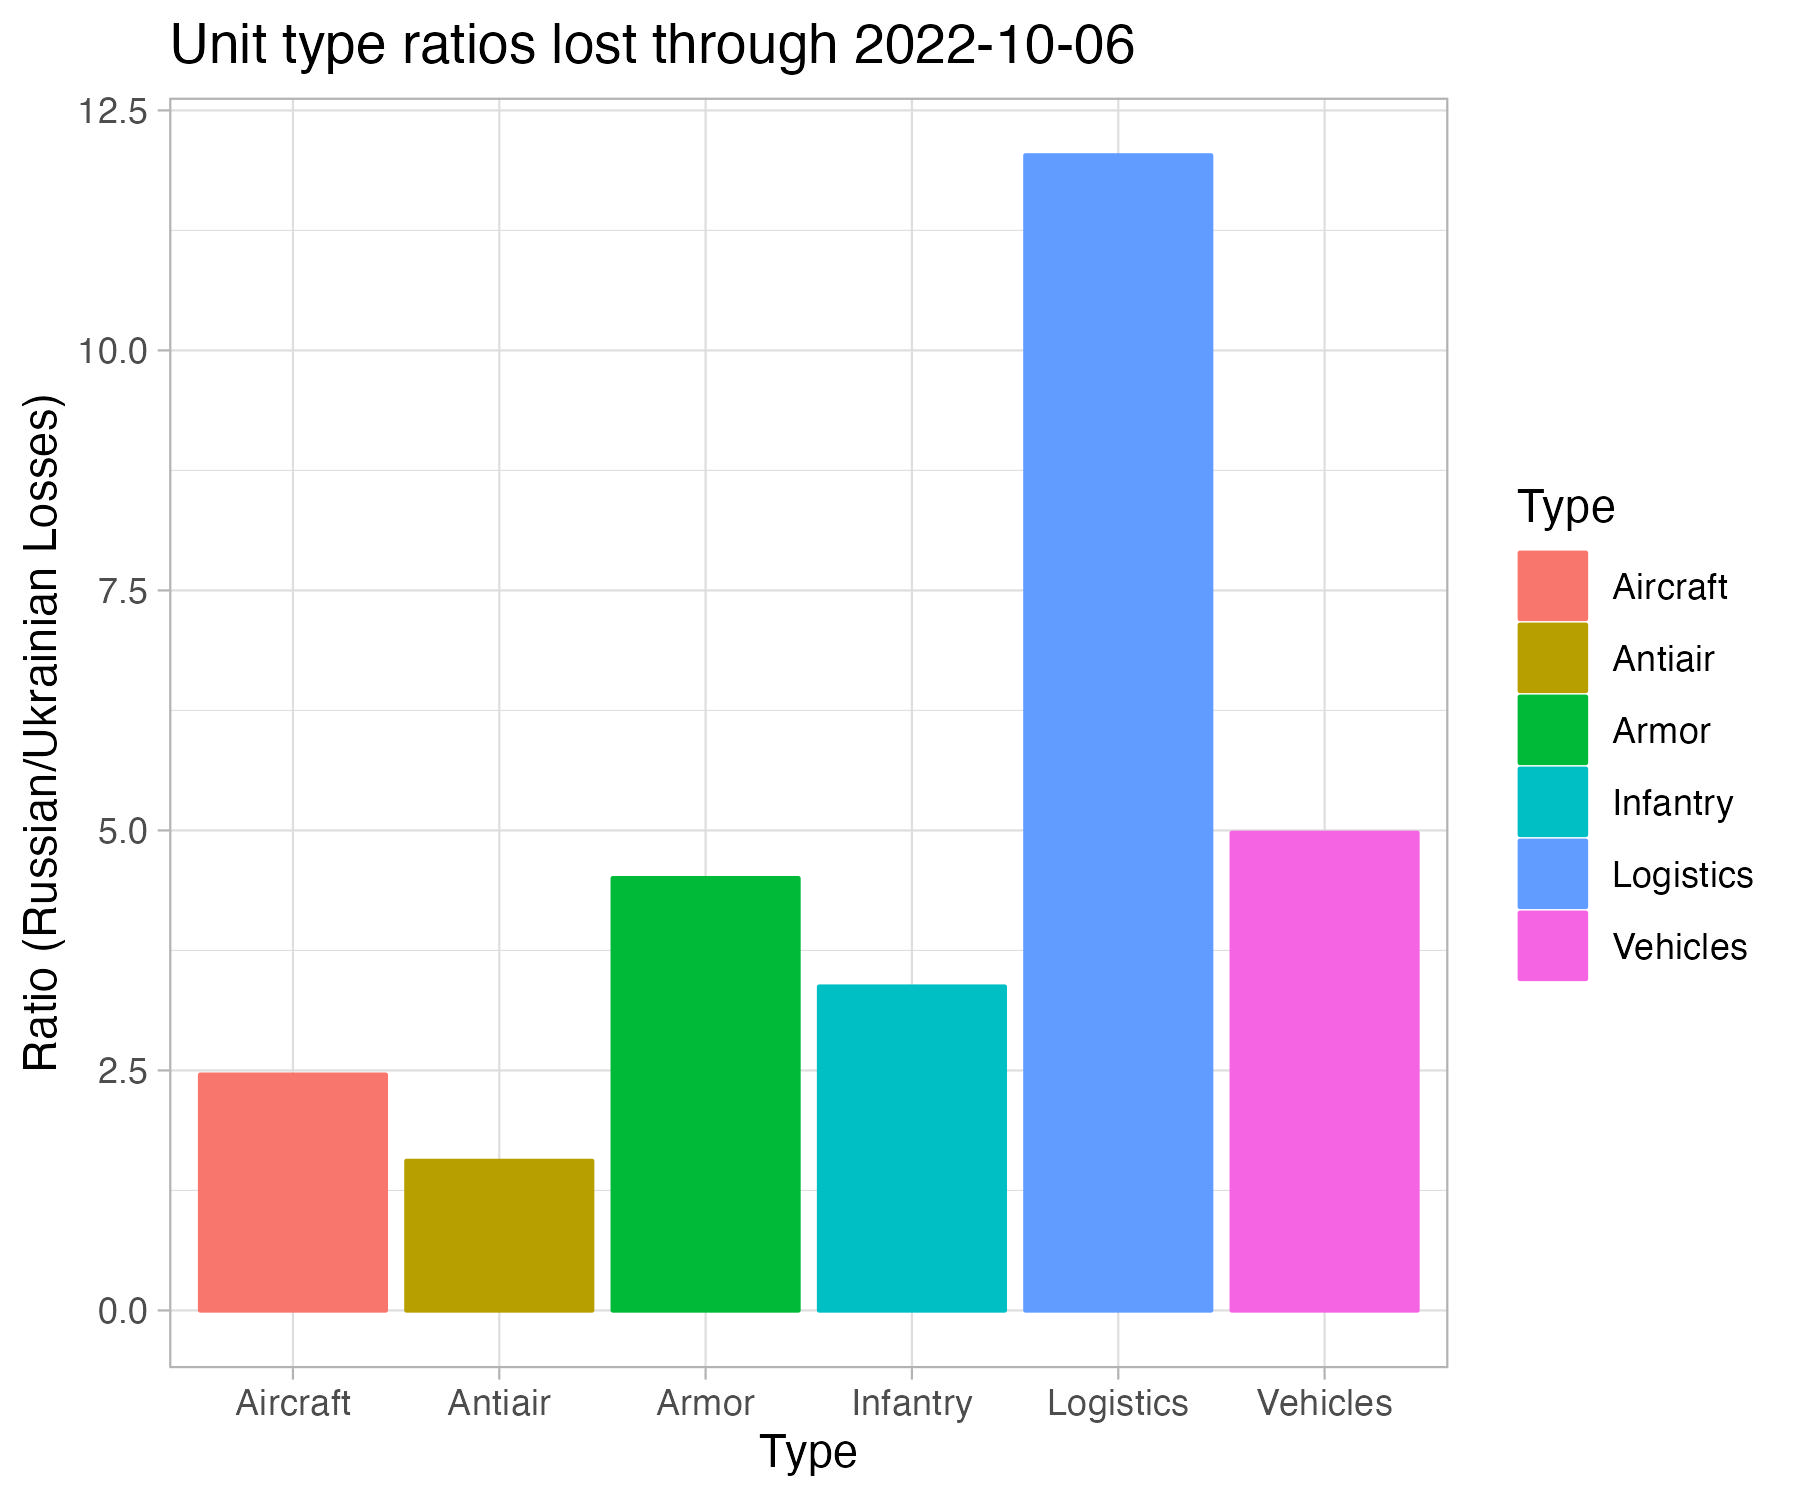 Unit type ratios lost through 2022-10-06
Ratio (Russian/Ukrainian Losses)
12.5
10.0
7.5
5.0
2.5
0.0
Aircraft
Antiair
Armor
Infantry
Logistics
Vehicles
Type
Type
Aircraft
Antiair
Armor
Infantry
Logistics
Vehicles